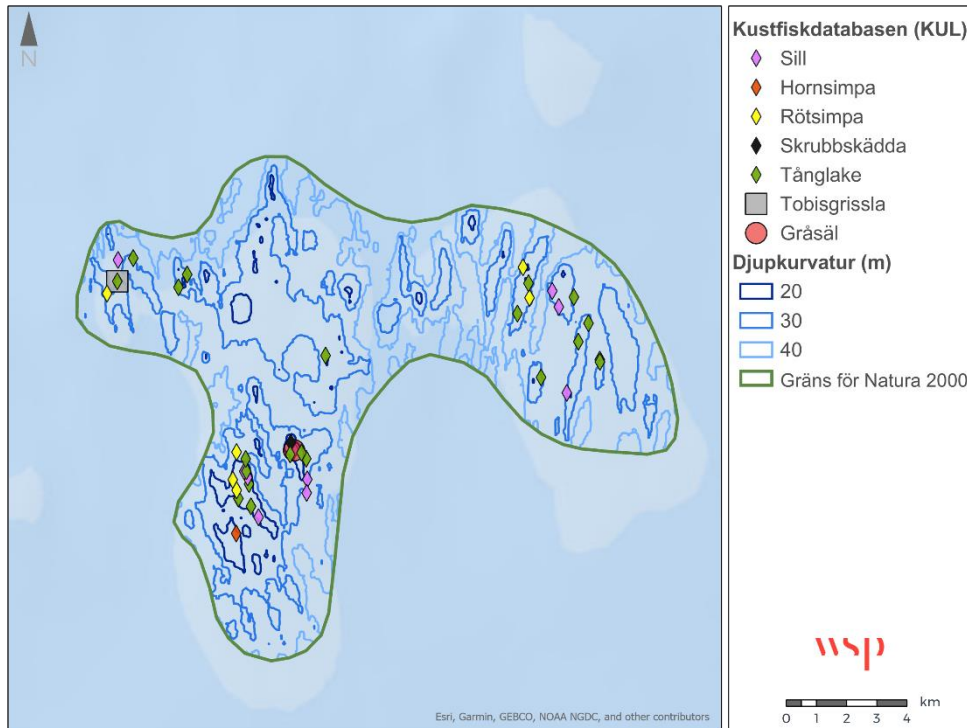 N
Esri, Garmin, GEBCO, NOAA NGDC, and other contributors
Kustfiskdatabasen (KUL)
Sill
Hornsimpa
Rötsimpa
Skrubbskädda
Tånglake
Tobisgrissla
Gråsäl
Djupkurvatur (m)
20
30
40
Gräns för Natura 2000
wsp
km
0 1 2 3 4